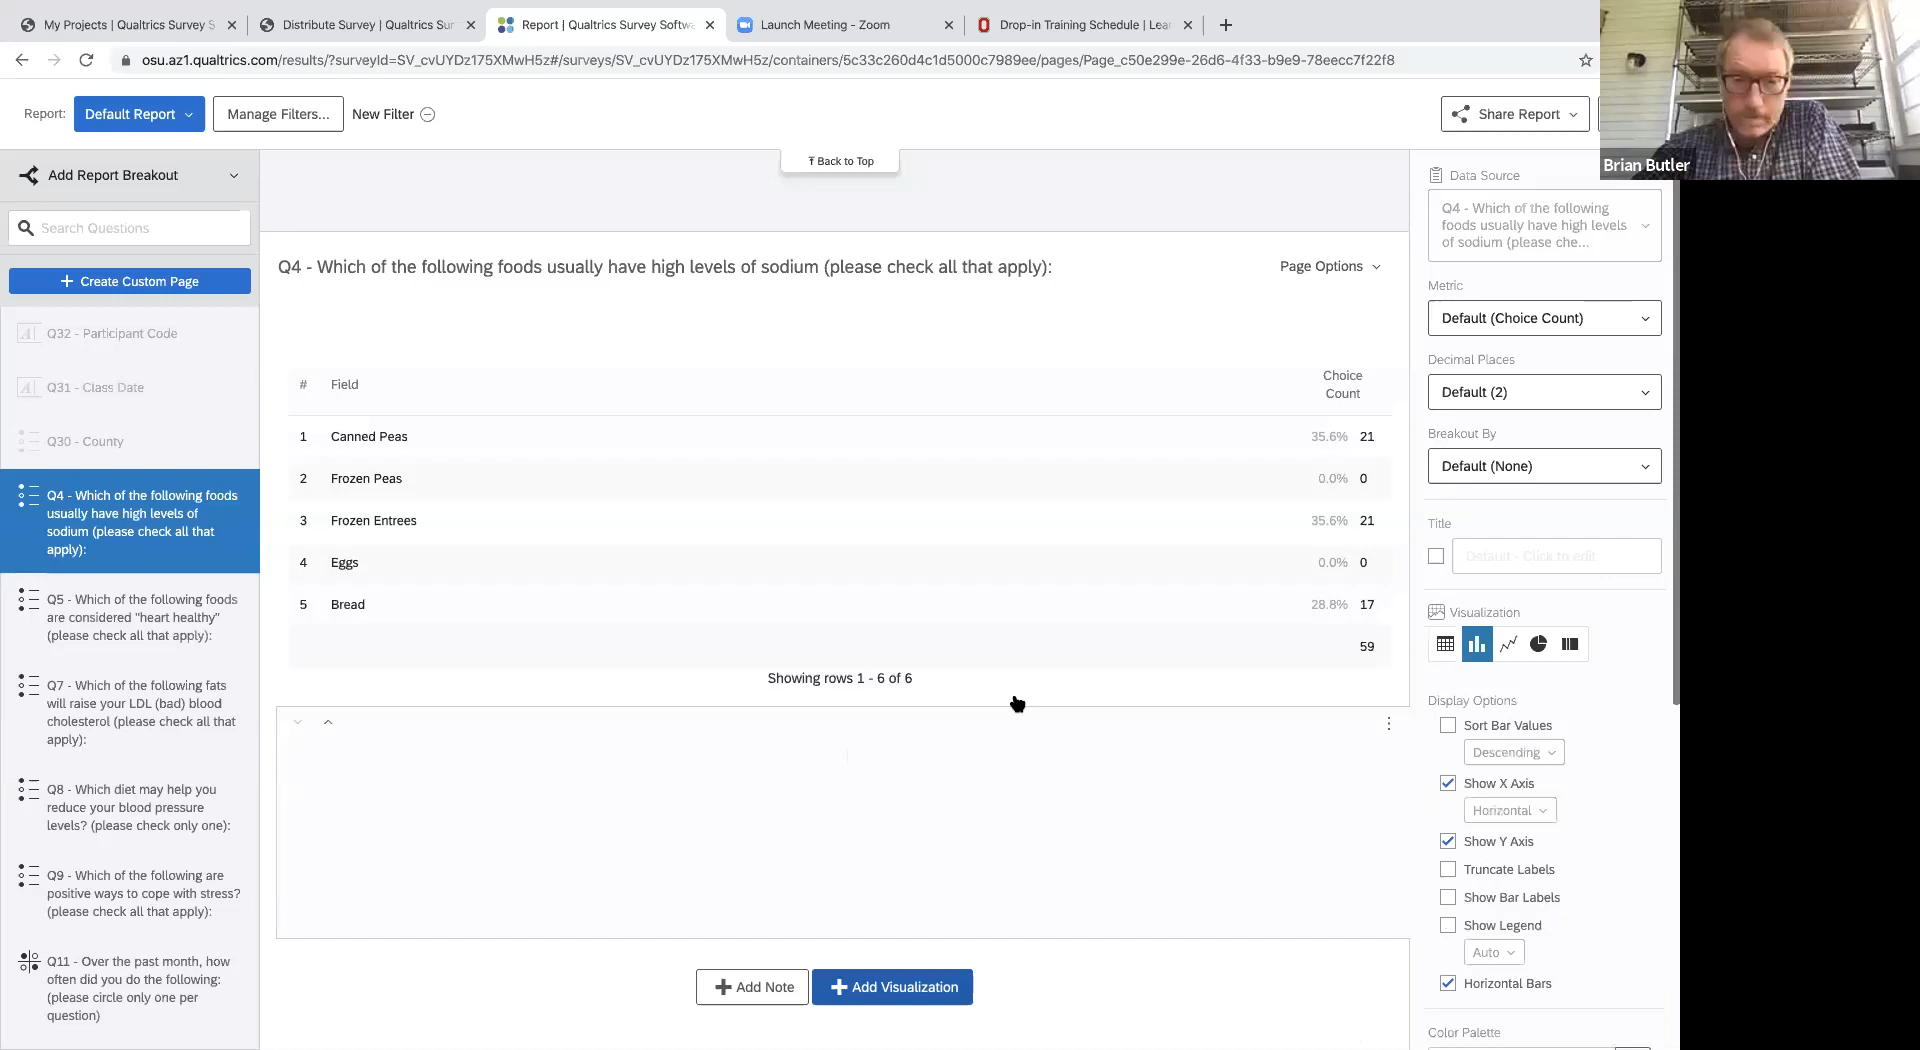 My Projects | Qualtrics Survey S
Distribute Survey | Qualtrics Sur
Report | Qualtrics Survey Softwa
Launch Meeting - Zoom
Drop-in Training Schedule | Lea
osu.az1.qualtrics.com/results/?surveyId=SV_cvUYDz175XMwH5z#/surveys/SV_cvUYDz175XMwH5z/containers/5c33c260d4c1d5000c7989ee/pages/Page_c50e299e-26d6-4f33-b9e9-78eecc7f22f8
Report:
Default Report
Manage Filters...
New Filter
Share Report
Brian Butler
Add Report Breakout
Search Questions
Create Custom Page
Q32 - Participant Code
Q31 - Class Date
Q30 - County
Q4 - Which of the following foods
usually have high levels of
sodium (please check all that
apply):
Q5 - Which of the following foods
are considered "heart healthy"
(please check all that apply):
Q7 - Which of the following fats
will raise your LDL (bad) blood
cholesterol (please check all that
apply):
Q8 - Which diet may help you
reduce your blood pressure
levels? (please check only one):
Q9 - Which of the following are
positive ways to cope with stress?
(please check all that apply):
Q11 - Over the past month, how
often did you do the following:
(please circle only one per
question)
Back to Top
Q4 - Which of the following foods usually have high levels of sodium (please check all that apply):
Page Options
# Field Choice
Count
1 Canned Peas 35.6% 21
2 Frozen Peas 0.0% 0
3 Frozen Entrees 35.6% 21
4 Eggs 0.0% 0
5 Bread 28.8% 17
59
Showing rows 1 - 6 of 6
Add Note
Add Visualization
Data Source
Q4 - Which of the following
foods usually have high levels
of sodium (please che...
Metric
Default (Choice Count)
Decimal Places
Default (2)
Breakout By
Default (None)
Title
Default - Click to edit
Visualization
Display Options
Sort Bar Values
Descending
Show X Axis
Horizontal
Show Y Axis
Truncate Labels
Show Bar Labels
Show Legend
Auto
Horizontal Bars
Color Palette